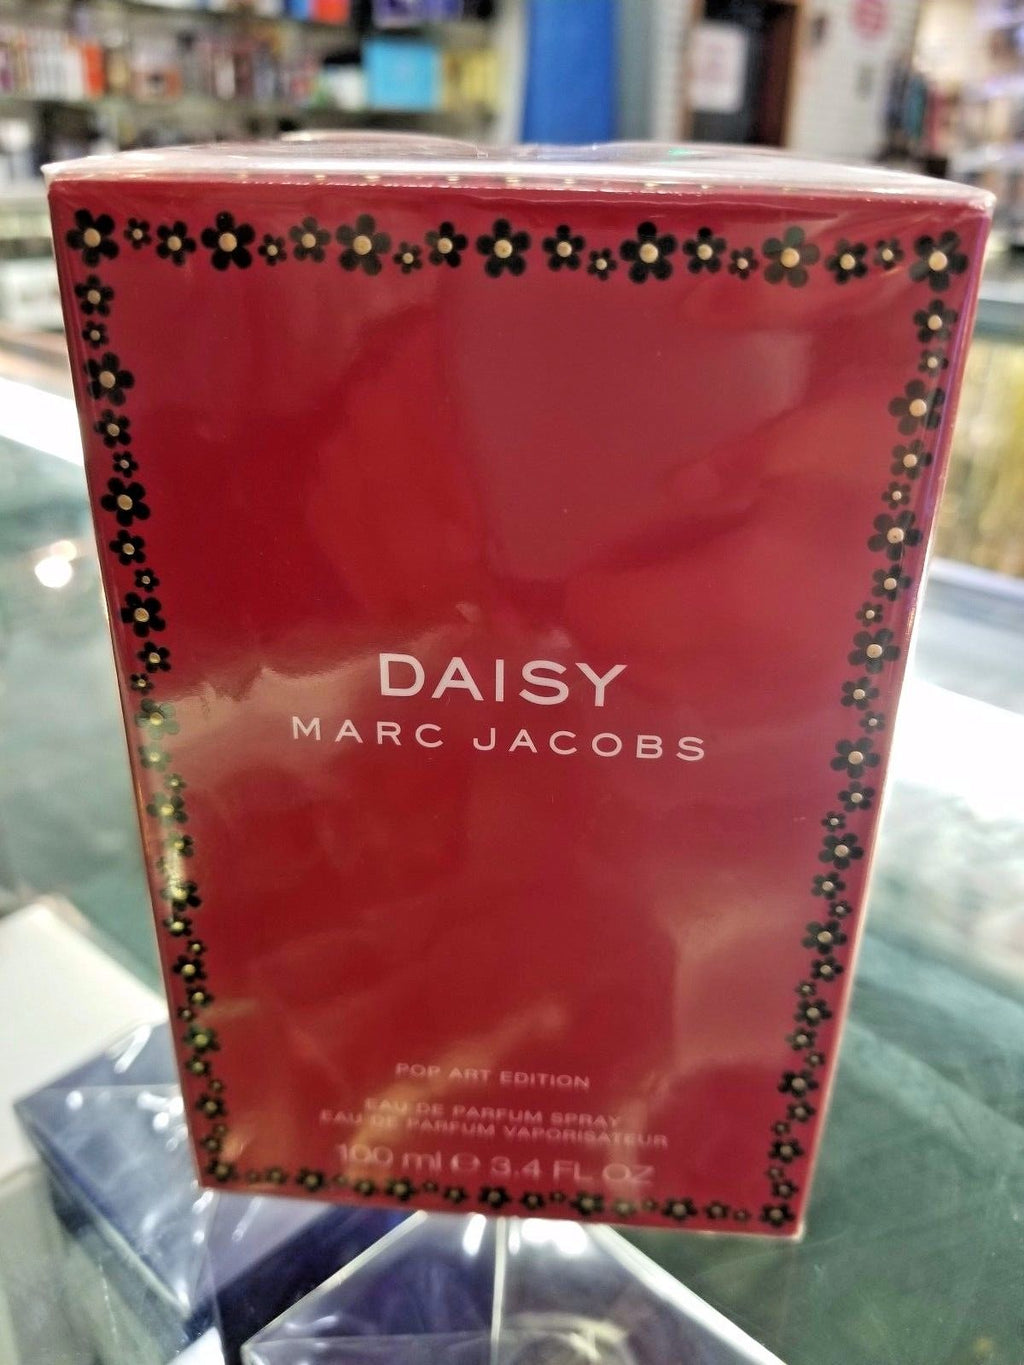 DAISY
MARC JACOBS
POP ART EDITION
EAU DE PARFUM SPRAY
EAU DE PARFUM VAPORISATEUR
100 ml ℮ 3.4 FL OZ